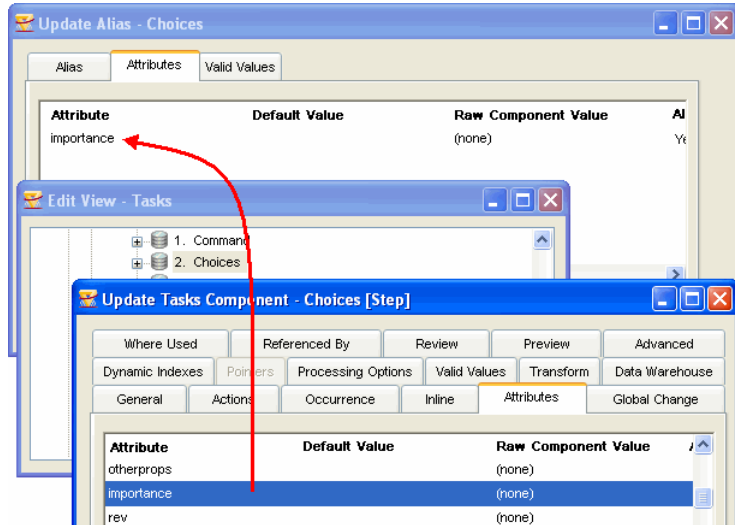 Update Alias - Choices
Alias Attributes Valid Values
Attribute Default Value Raw Component Value Al
importance (none) Ye
Edit View - Tasks
1. Command
2. Choices
Update Tasks Component - Choices [Step]
Where Used Referenced By Review Preview Advanced
Dynamic Indexes Pointers Processing Options Valid Values Transform Data Warehouse
General Actions Occurrence Inline Attributes Global Change
Attribute Default Value Raw Component Value
otherprops (none)
importance (none)
rev (none)